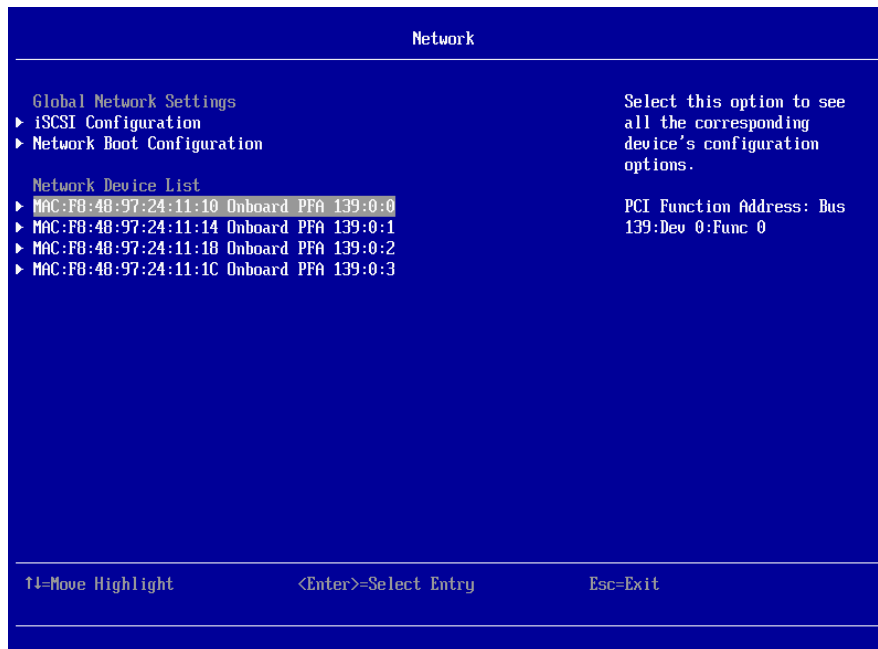 Network
Global Network Settings
▶ iSCSI Configuration
▶ Network Boot Configuration
Network Device List
▶ MAC:F8:48:97:24:11:10 Onboard PFA 139:0:0
▶ MAC:F8:48:97:24:11:14 Onboard PFA 139:0:1
▶ MAC:F8:48:97:24:11:18 Onboard PFA 139:0:2
▶ MAC:F8:48:97:24:11:1C Onboard PFA 139:0:3
Select this option to see
all the corresponding
device's configuration
options.
PCI Function Address: Bus
139:Dev 0:Func 0
↑↓=Move Highlight
<Enter>=Select Entry
Esc=Exit